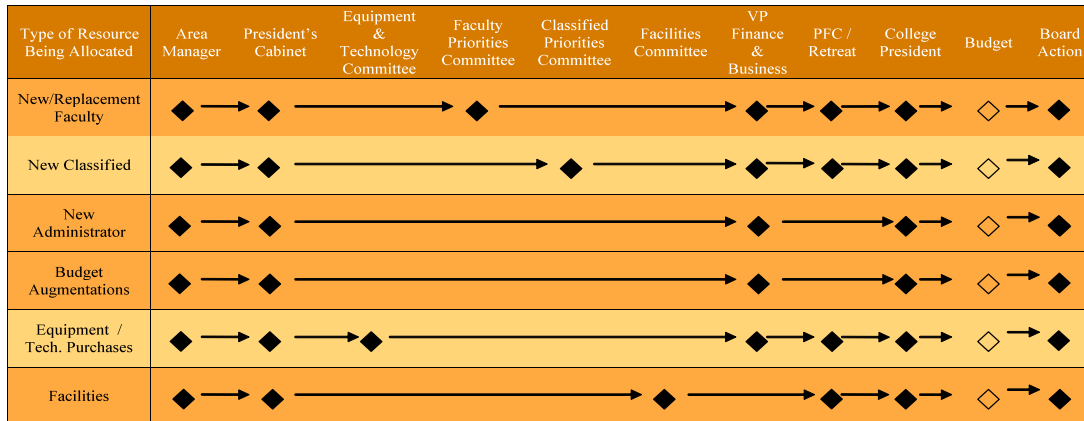 Type of Resource
Being Allocated
Area
Manager
President's
Cabinet
Equipment
&
Technology
Committee
Faculty
Priorities
Committee
Classified
Priorities
Committee
Facilities
Committee
VP
Finance
&
Business
PFC /
Retreat
College
President
Budget
Board
Action
New/Replacement
Faculty
New Classified
New
Administrator
Budget
Augmentations
Equipment /
Tech. Purchases
Facilities